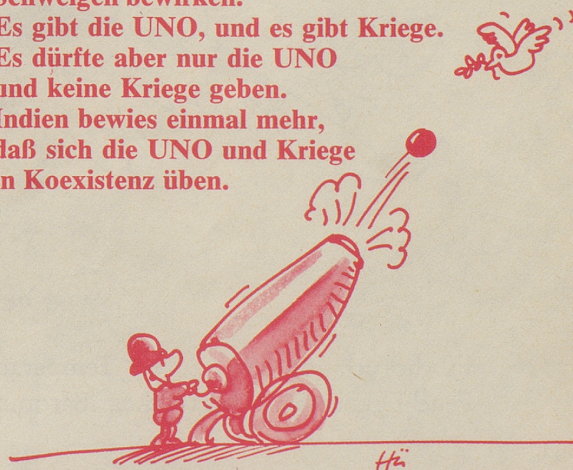 Schweigen bewirken.
Es gibt die UNO, und es gibt Kriege.
Es dürfte aber nur die UNO
und keine Kriege geben.
Indien bewies einmal mehr,
daß sich die UNO und Kriege
in Koexistenz üben.
Hü